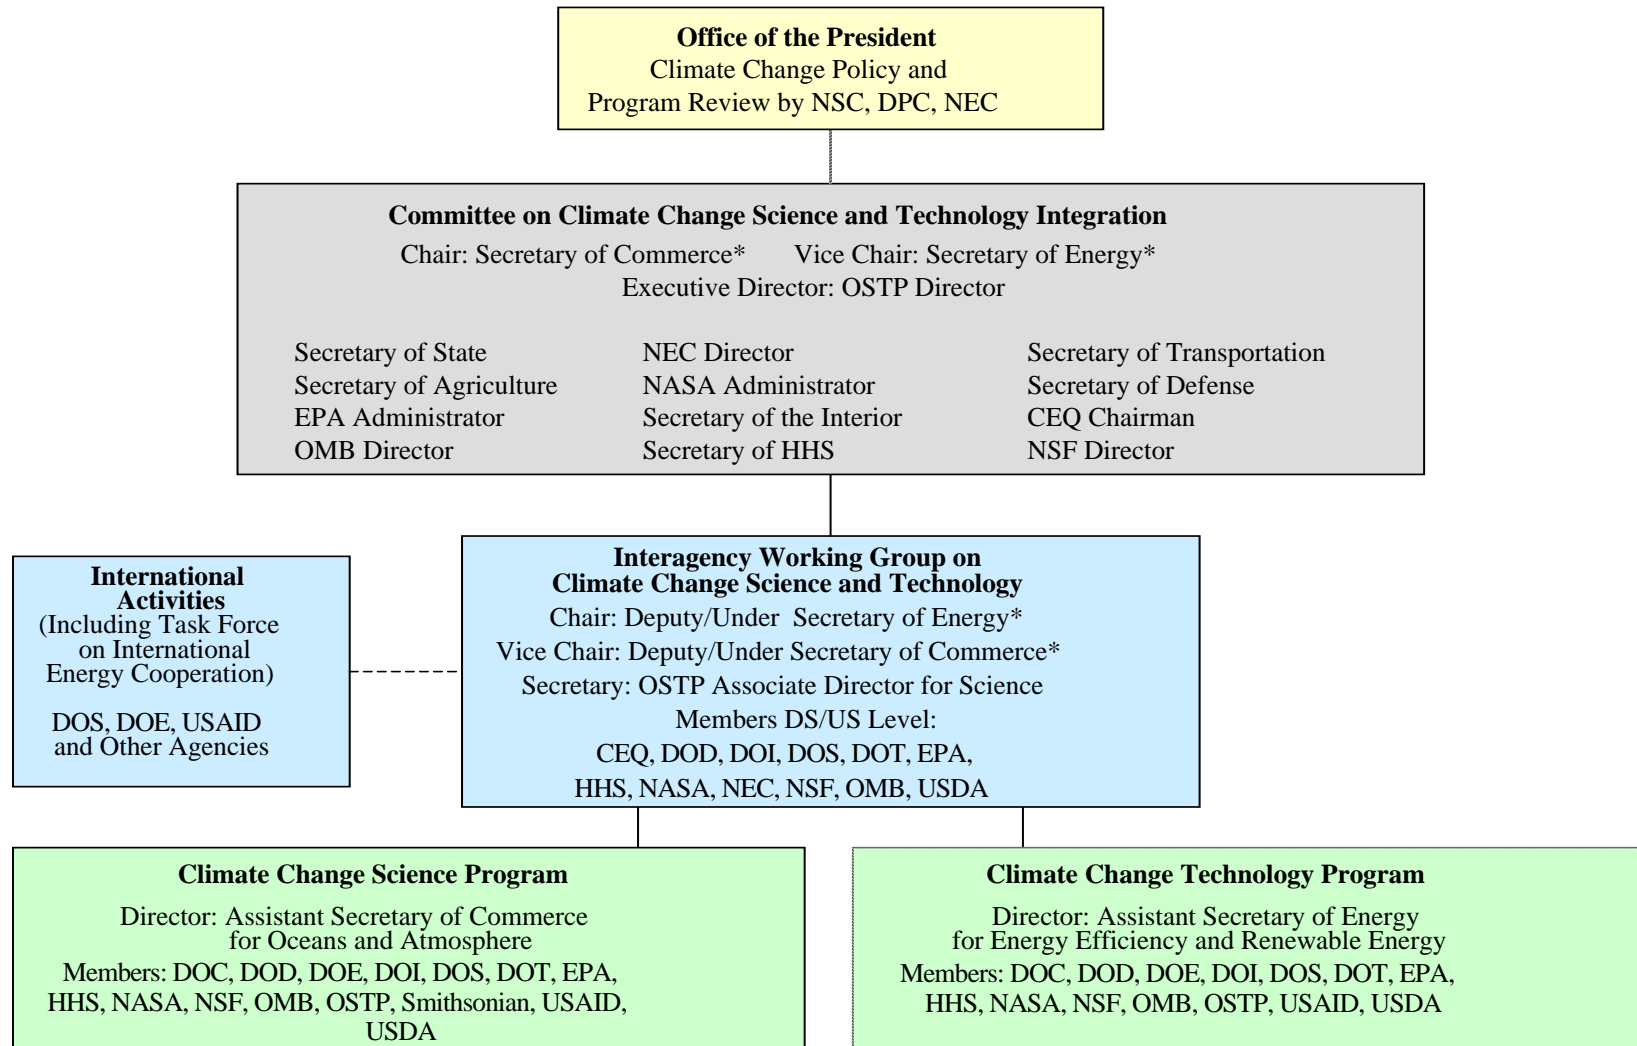 Office of the President
Climate Change Policy and
Program Review by NSC, DPC, NEC
Committee on Climate Change Science and Technology Integration
Chair: Secretary of Commerce* Vice Chair: Secretary of Energy*
Executive Director: OSTP Director
Secretary of State NEC Director Secretary of Transportation
Secretary of Agriculture NASA Administrator Secretary of Defense
EPA Administrator Secretary of the Interior CEQ Chairman
OMB Director Secretary of HHS NSF Director
International
Activities
(Including Task Force
on International
Energy Cooperation)
DOS, DOE, USAID
and Other Agencies
Interagency Working Group on
Climate Change Science and Technology
Chair: Deputy/Under Secretary of Energy*
Vice Chair: Deputy/Under Secretary of Commerce*
Secretary: OSTP Associate Director for Science
Members DS/US Level:
CEQ, DOD, DOI, DOS, DOT, EPA,
HHS, NASA, NEC, NSF, OMB, USDA
Climate Change Science Program
Director: Assistant Secretary of Commerce
for Oceans and Atmosphere
Members: DOC, DOD, DOE, DOI, DOS, DOT, EPA,
HHS, NASA, NSF, OMB, OSTP, Smithsonian, USAID,
USDA
Climate Change Technology Program
Director: Assistant Secretary of Energy
for Energy Efficiency and Renewable Energy
Members: DOC, DOD, DOE, DOI, DOS, DOT, EPA,
HHS, NASA, NSF, OMB, OSTP, USAID, USDA